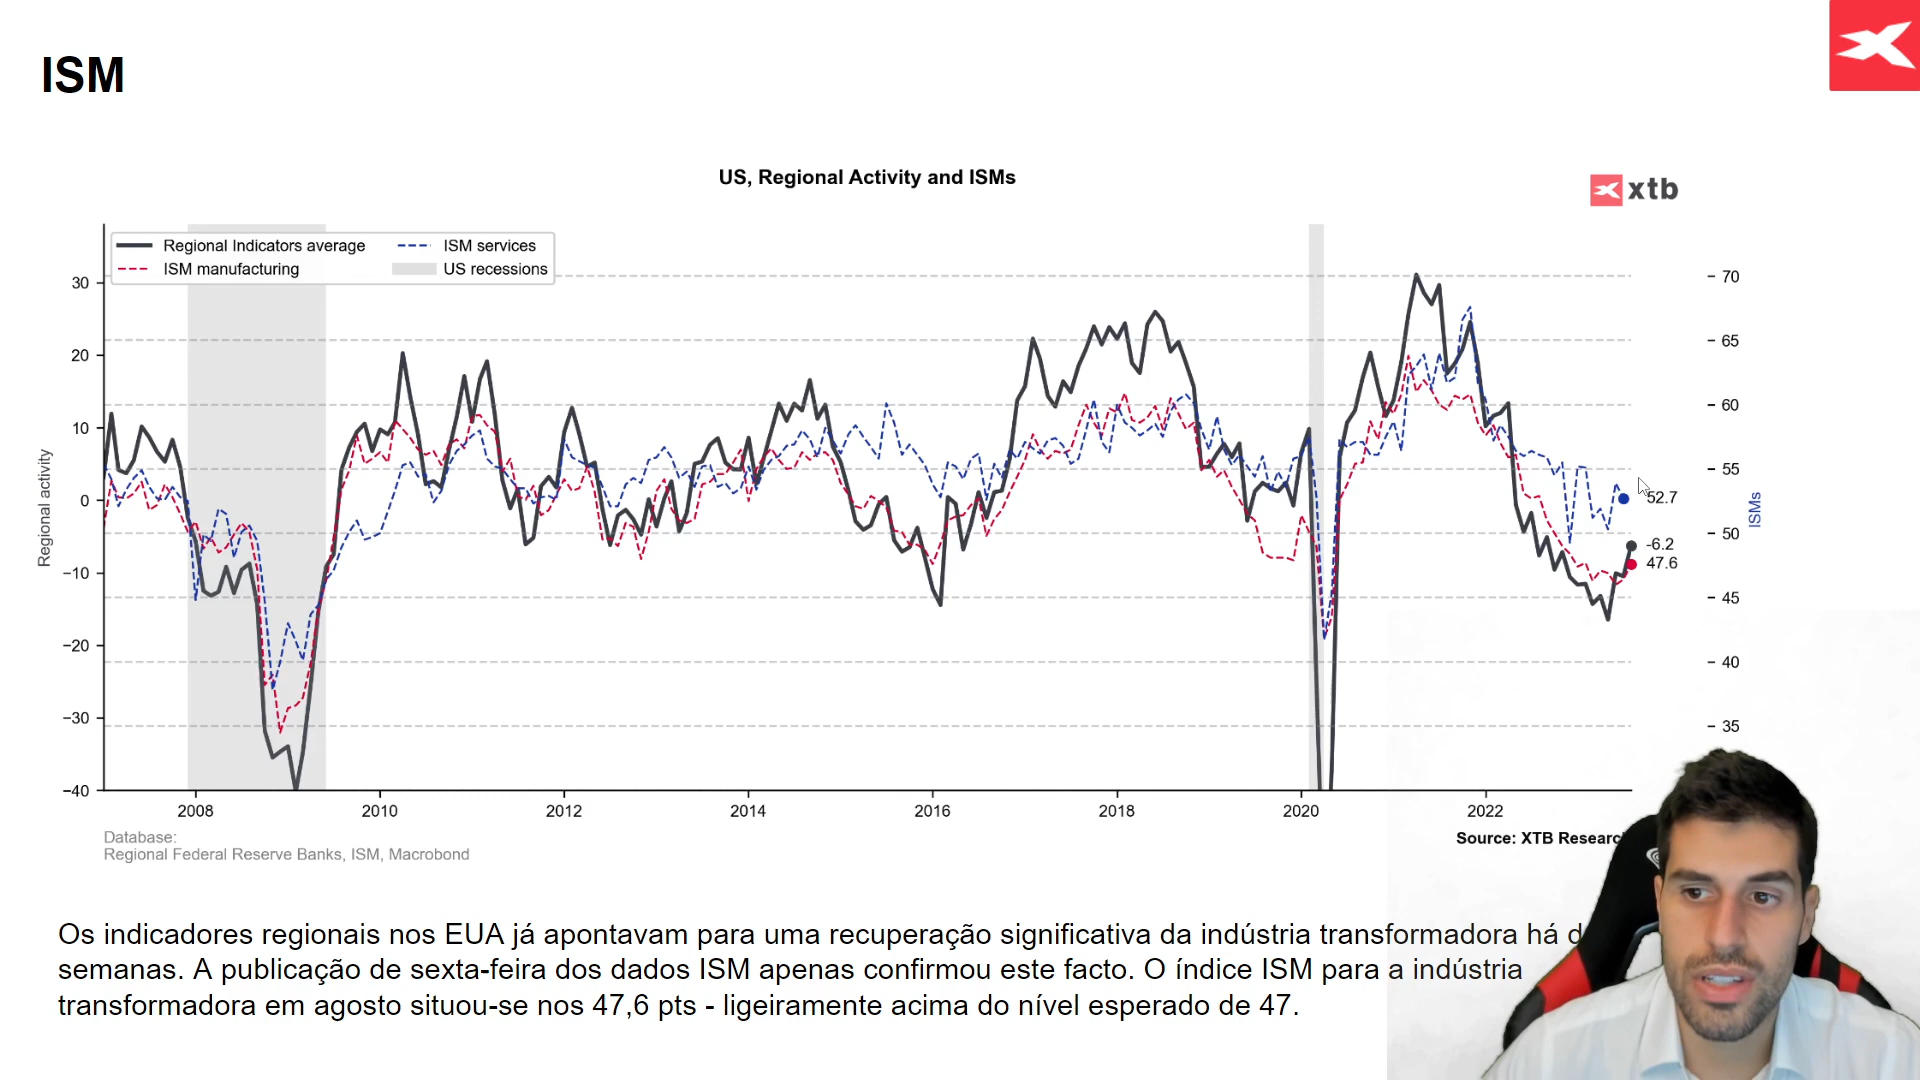 ISM
US, Regional Activity and ISMs
xtb
Regional Indicators average
ISM services
ISM manufacturing
US recessions
30
20
10
0
−10
−20
−30
−40
Regional activity
70
65
60
55
50
45
40
35
ISMs
52.7
-6.2
47.6
2008
2010
2012
2014
2016
2018
2020
2022
Database:
Regional Federal Reserve Banks, ISM, Macrobond
Source: XTB
Os indicadores regionais nos EUA já apontavam para uma recuperação significativa da indústria transformadora há
semanas. A publicação de sexta-feira dos dados ISM apenas confirmou este facto. O índice ISM para a indústria
transformadora em agosto situou-se nos 47,6 pts - ligeiramente acima do nível esperado de 47.